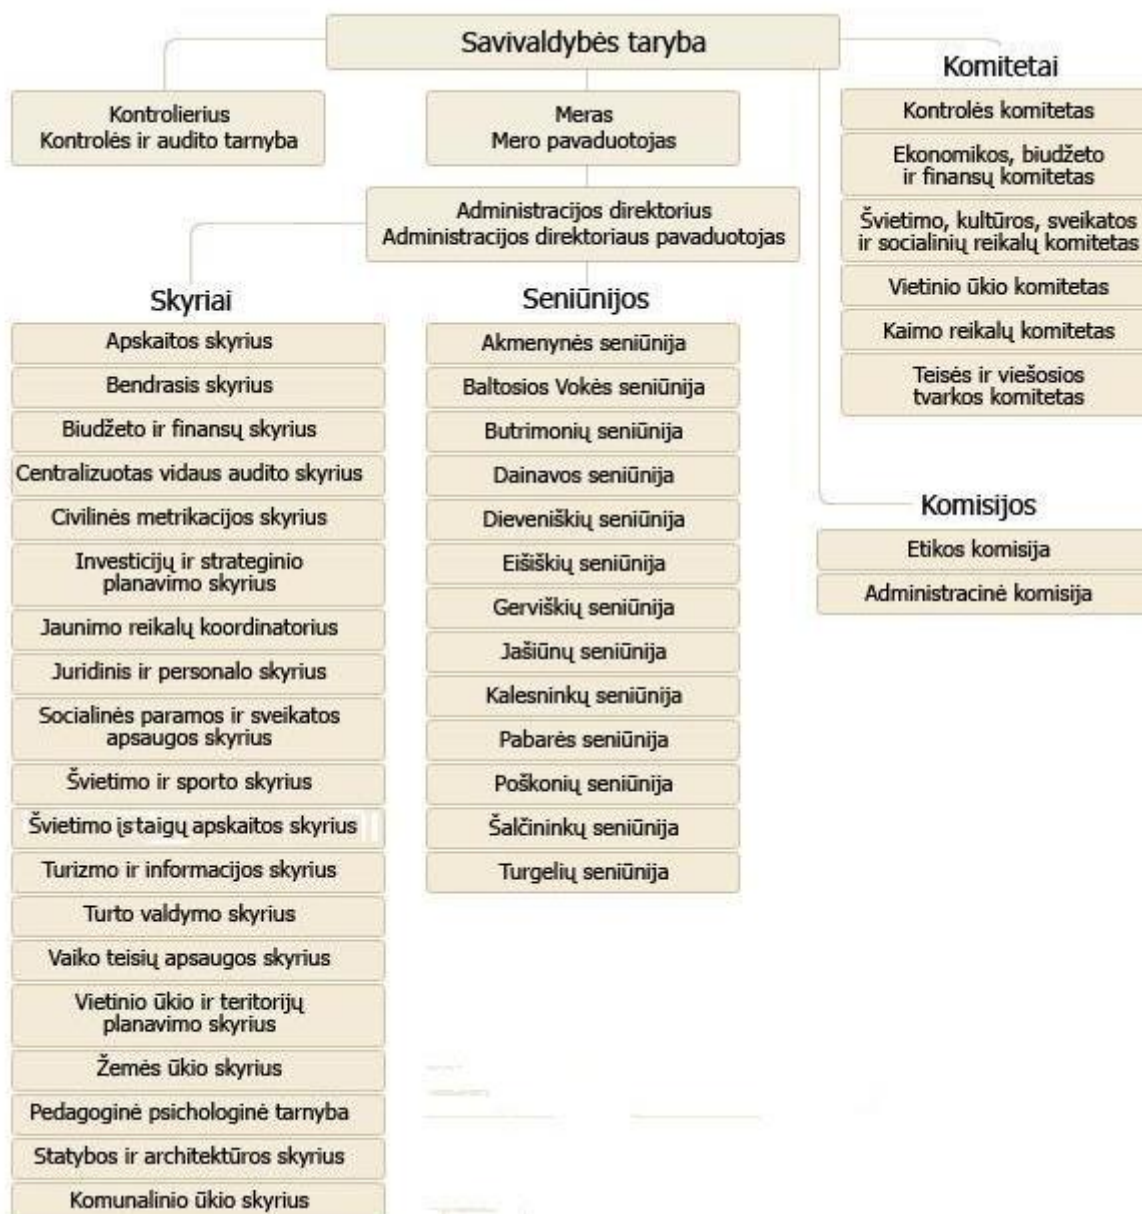 Savivaldybės taryba
Kontrolierius
Kontrolės ir audito tarnyba
Meras
Mero pavaduotojas
Administracijos direktorius
Administracijos direktoriaus pavaduotojas
Komitetai
Kontrolės komitetas
Ekonomikos, biudžeto
ir finansų komitetas
Švietimo, kultūros, sveikatos
ir socialinių reikalų komitetas
Vietinio ūkio komitetas
Kaimo reikalų komitetas
Teisės ir viešosios
tvarkos komitetas
Komisijos
Etikos komisija
Administracinė komisija
Skyriai
Apskaitos skyrius
Bendrasis skyrius
Biudžeto ir finansų skyrius
Centralizuotas vidaus audito skyrius
Civilinės metrikacijos skyrius
Investicijų ir strateginio
planavimo skyrius
Jaunimo reikalų koordinatorius
Juridinis ir personalo skyrius
Socialinės paramos ir sveikatos
apsaugos skyrius
Švietimo ir sporto skyrius
Švietimo įstaigų apskaitos skyrius
Turizmo ir informacijos skyrius
Turto valdymo skyrius
Vaiko teisių apsaugos skyrius
Vietinio ūkio ir teritorijų
planavimo skyrius
Žemės ūkio skyrius
Pedagoginė psichologinė tarnyba
Statybos ir architektūros skyrius
Komunalinio ūkio skyrius
Seniūnijos
Akmenynės seniūnija
Baltosios Vokės seniūnija
Butrimonių seniūnija
Dainavos seniūnija
Dieveniškių seniūnija
Eišiškių seniūnija
Gerviškių seniūnija
Jašiūnų seniūnija
Kalesninkų seniūnija
Pabarės seniūnija
Poškonių seniūnija
Šalčininkų seniūnija
Turgelių seniūnija